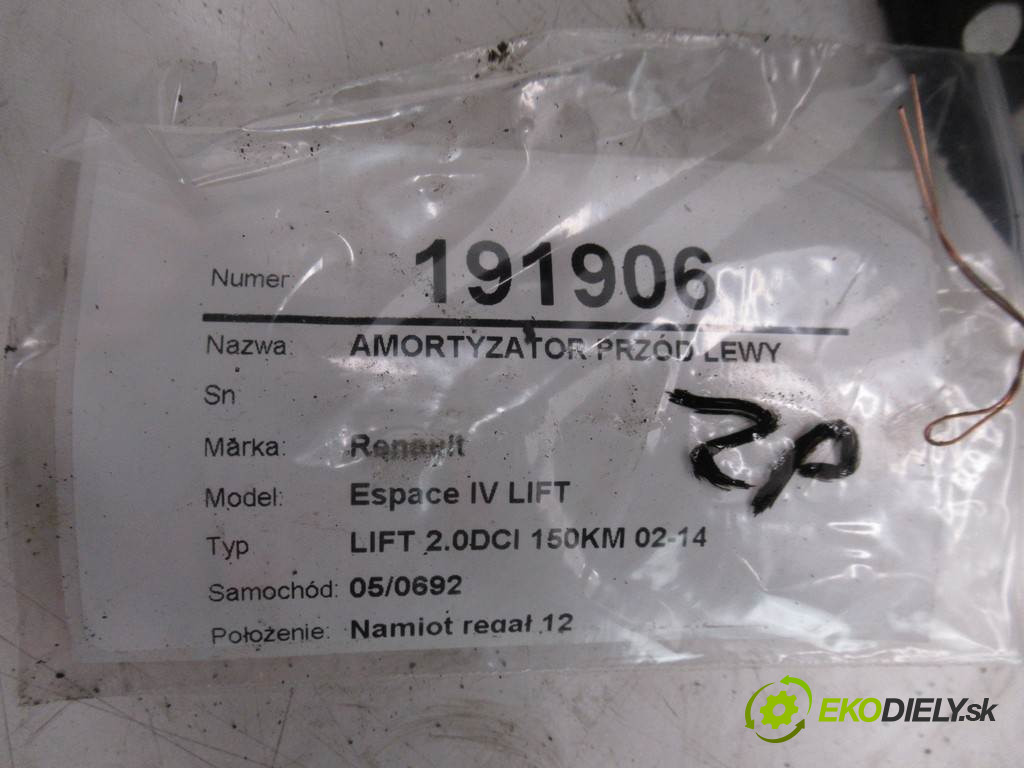 Numer: 191906
Nazwa: AMORTYZATOR PRZÓD LEWY
Sn
Marka: Renault
Model: Espace IV LIFT
Typ LIFT 2.0DCI 150KM 02-14
Samochód: 05/0692
Położenie: Namiot regał 12
EKODIELY.sk